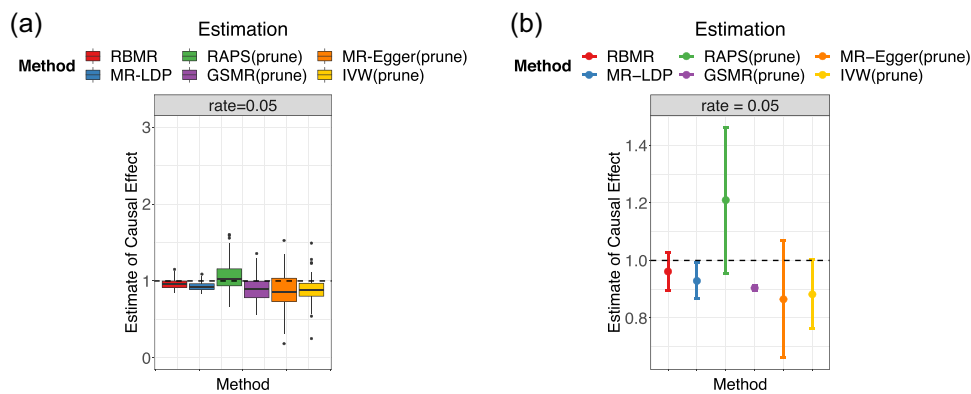 (a)
Estimation
Method
RBMR
RAPS(prune)
MR-Egger(prune)
MR-LDP
GSMR(prune)
IVW(prune)
rate=0.05
Estimate of Causal Effect
3
2
1
0
Method
(b)
Estimation
Method
RBMR
RAPS(prune)
MR−Egger(prune)
MR−LDP
GSMR(prune)
IVW(prune)
rate = 0.05
Estimate of Causal Effect
1.4
1.2
1.0
0.8
Method